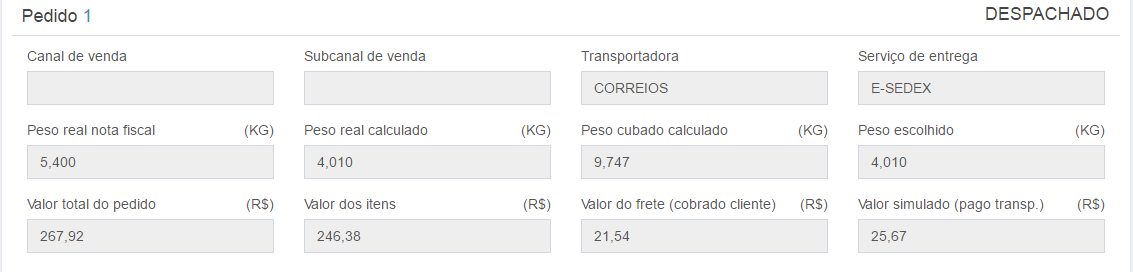 Pedido 1 DESPACHADO
Canal de venda Subcanal de venda Transportadora Serviço de entrega
CORREIOS E-SEDEX
Peso real nota fiscal (KG) Peso real calculado (KG) Peso cubado calculado (KG) Peso escolhido (KG)
5,400 4,010 9,747 4,010
Valor total do pedido (R$) Valor dos itens (R$) Valor do frete (cobrado cliente) (R$) Valor simulado (pago transp.) (R$)
267,92 246,38 21,54 25,67